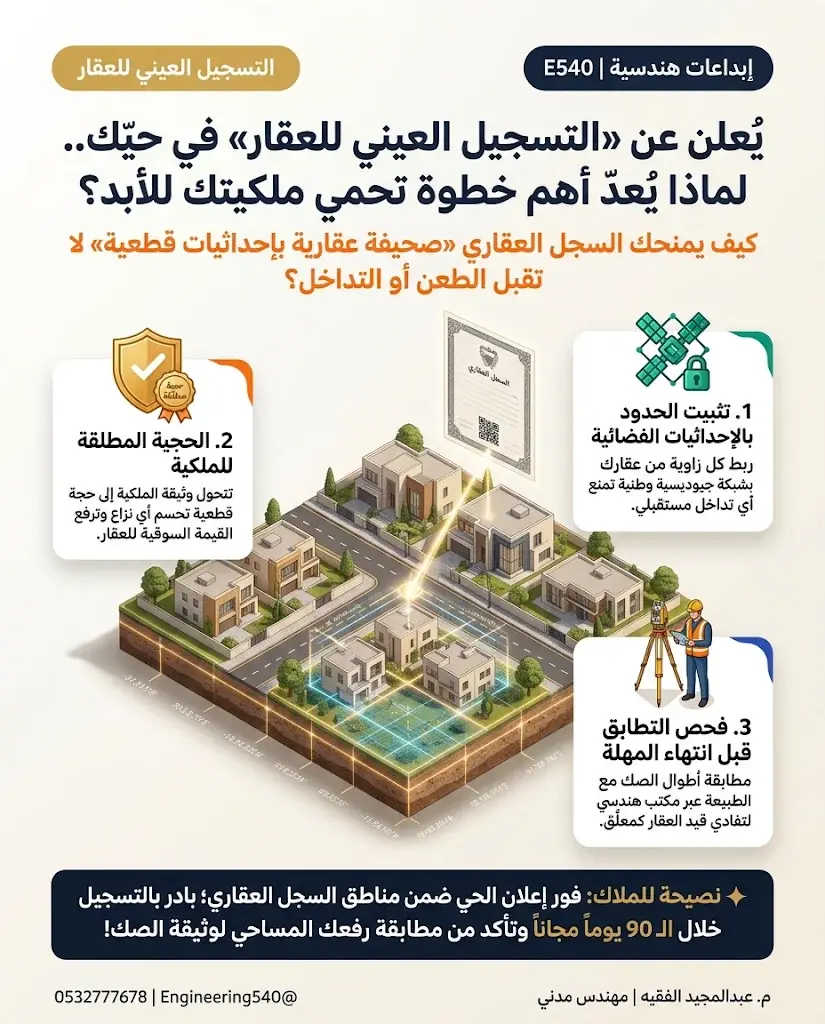 إبداعات هندسية | E540
التسجيل العيني للعقار
يُعلن عن «التسجيل العيني للعقار» في حيّك..
لماذا يُعدّ أهم خطوة تحمي ملكيتك للأبد؟
كيف يمنحك السجل العقاري «صحيفة عقارية بإحداثيات قطعية» لا
تقبل الطعن أو التداخل؟
السجل العقاري
1. تثبيت الحدود
بالإحداثيات الفضائية
ربط كل زاوية من عقارك
بشبكة جيوديسية وطنية تمنع
أي تداخل مستقبلي.
حجية
مطلقة
2. الحجية المطلقة
للملكية
تتحول وثيقة الملكية إلى حجة
قطعية تحسم أي نزاع وترفع
القيمة السوقية للعقار.
3. فحص التطابق
قبل انتهاء المهلة
مطابقة أطوال الصك مع
الطبيعة عبر مكتب هندسي
لتفادي قيد العقار كمعلّق.
نصيحة للملاك: فور إعلان الحي ضمن مناطق السجل العقاري؛ بادر بالتسجيل
خلال الـ 90 يوماً مجاناً وتأكد من مطابقة رفعك المساحي لوثيقة الصك!
م. عبدالمجيد الفقيه | مهندس مدني
@Engineering540 | 0532777678